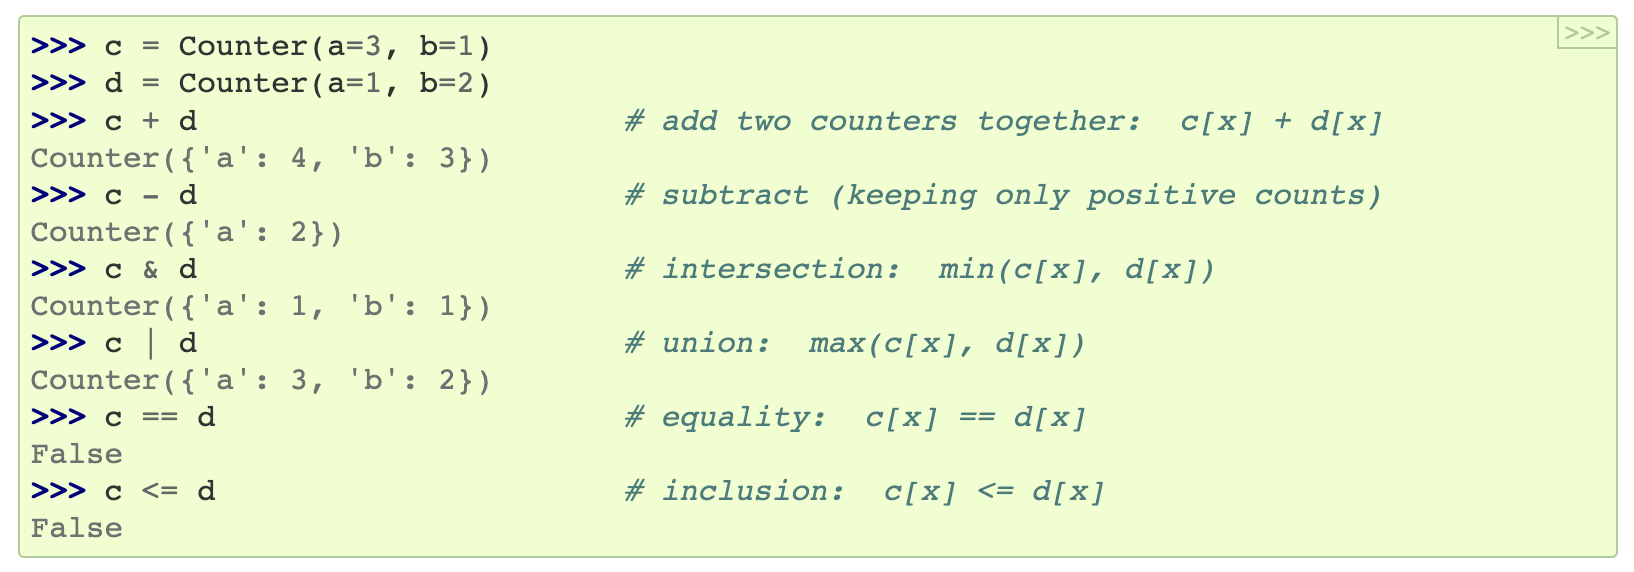 >>>
>>> c = Counter(a=3, b=1)
>>> d = Counter(a=1, b=2)
>>> c + d                       # add two counters together:  c[x] + d[x]
Counter({'a': 4, 'b': 3})
>>> c - d                       # subtract (keeping only positive counts)
Counter({'a': 2})
>>> c & d                       # intersection:  min(c[x], d[x])
Counter({'a': 1, 'b': 1})
>>> c | d                       # union:  max(c[x], d[x])
Counter({'a': 3, 'b': 2})
>>> c == d                      # equality:  c[x] == d[x]
False
>>> c <= d                      # inclusion:  c[x] <= d[x]
False